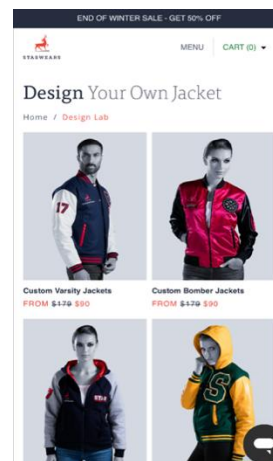 END OF WINTER SALE - GET 50% OFF
STAGWEARS
MENU
CART (0)
Design Your Own Jacket
Home / Design Lab
17
Custom Varsity Jackets
FROM $179 $90
Custom Bomber Jackets
FROM $179 $90
S